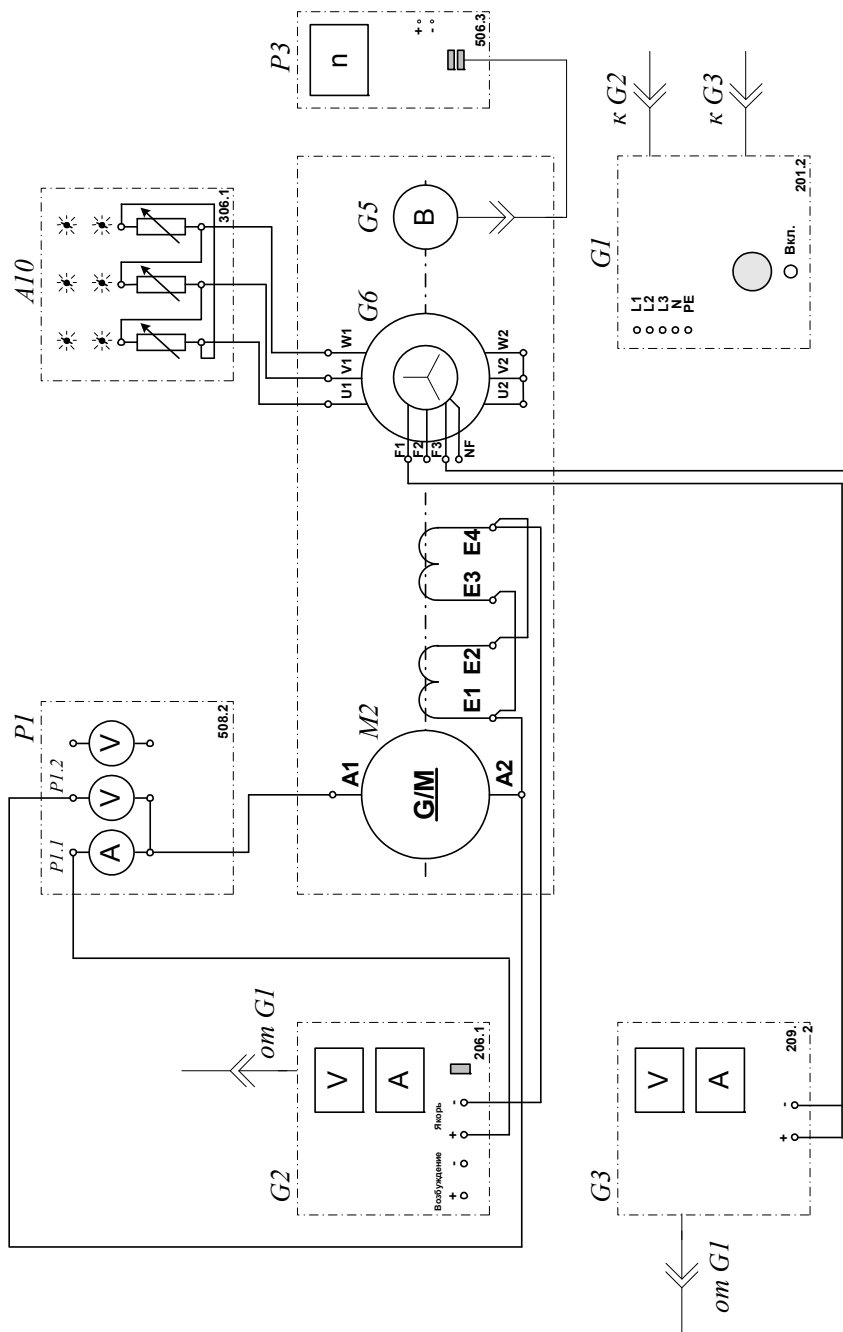 P1
P1.1
P1.2
A
V
V
508.2
A10
306.1
P3
n
+
-
506.3
G2
от G1
V
A
Возбуждение
Якорь
+
-
+
-
206.1
M2
A1
G/M
A2
E1
E2
E3
E4
G6
U1
V1
W1
F1
F2
F3
NF
U2
V2
W2
G5
B
G3
от G1
V
A
+
-
209.
2
G1
L1
L2
L3
N
PE
Вкл.
201.2
к G2
к G3